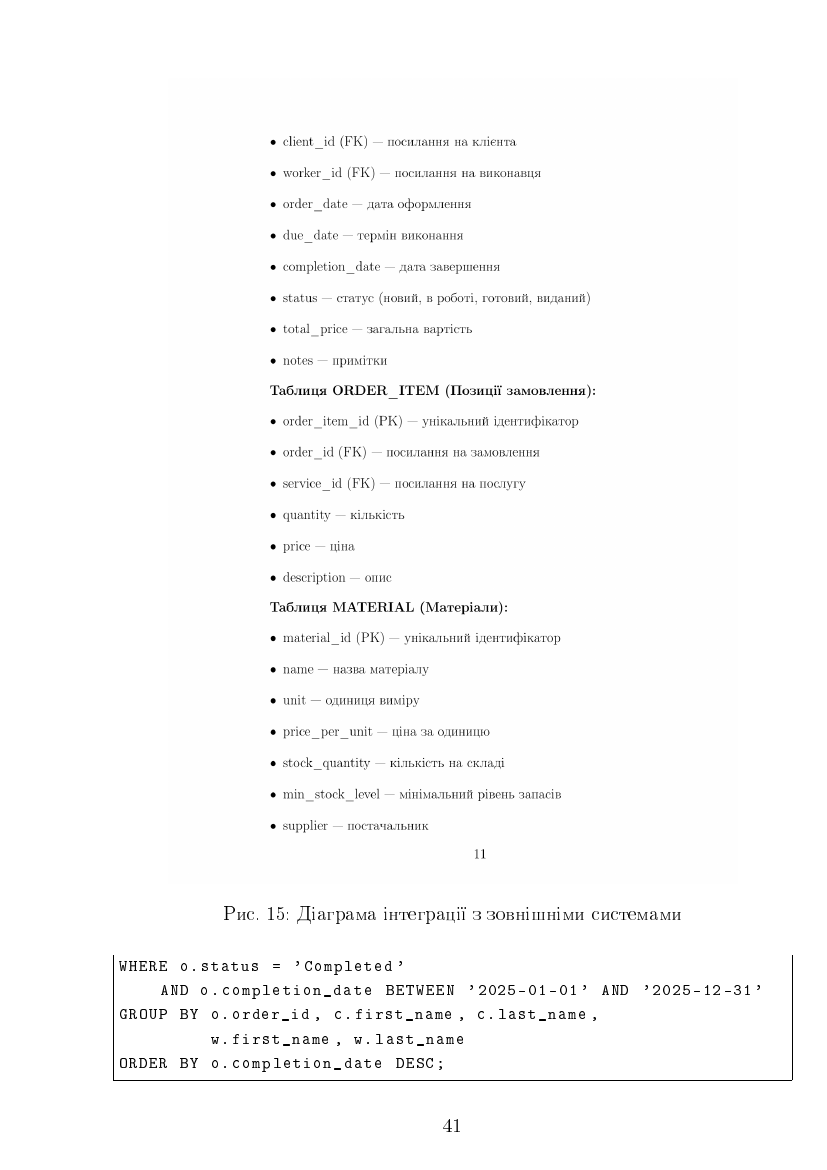 • client_id (FK) — посилання на клієнта
• worker_id (FK) — посилання на виконавця
• order_date — дата оформлення
• due_date — термін виконання
• completion_date — дата завершення
• status — статус (новий, в роботі, готовий, виданий)
• total_price — загальна вартість
• notes — примітки
Таблиця ORDER_ITEM (Позиції замовлення):
• order_item_id (PK) — унікальний ідентифікатор
• order_id (FK) — посилання на замовлення
• service_id (FK) — посилання на послугу
• quantity — кількість
• price — ціна
• description — опис
Таблиця MATERIAL (Матеріали):
• material_id (PK) — унікальний ідентифікатор
• name — назва матеріалу
• unit — одиниця виміру
• price_per_unit — ціна за одиницю
• stock_quantity — кількість на складі
• min_stock_level — мінімальний рівень запасів
• supplier — постачальник
11
Рис. 15: Діаграма інтеграції з зовнішніми системами
WHERE o.status = 'Completed'
AND o.completion_date BETWEEN '2025-01-01' AND '2025-12-31'
GROUP BY o.order_id, c.first_name, c.last_name,
w.first_name, w.last_name
ORDER BY o.completion_date DESC;
41